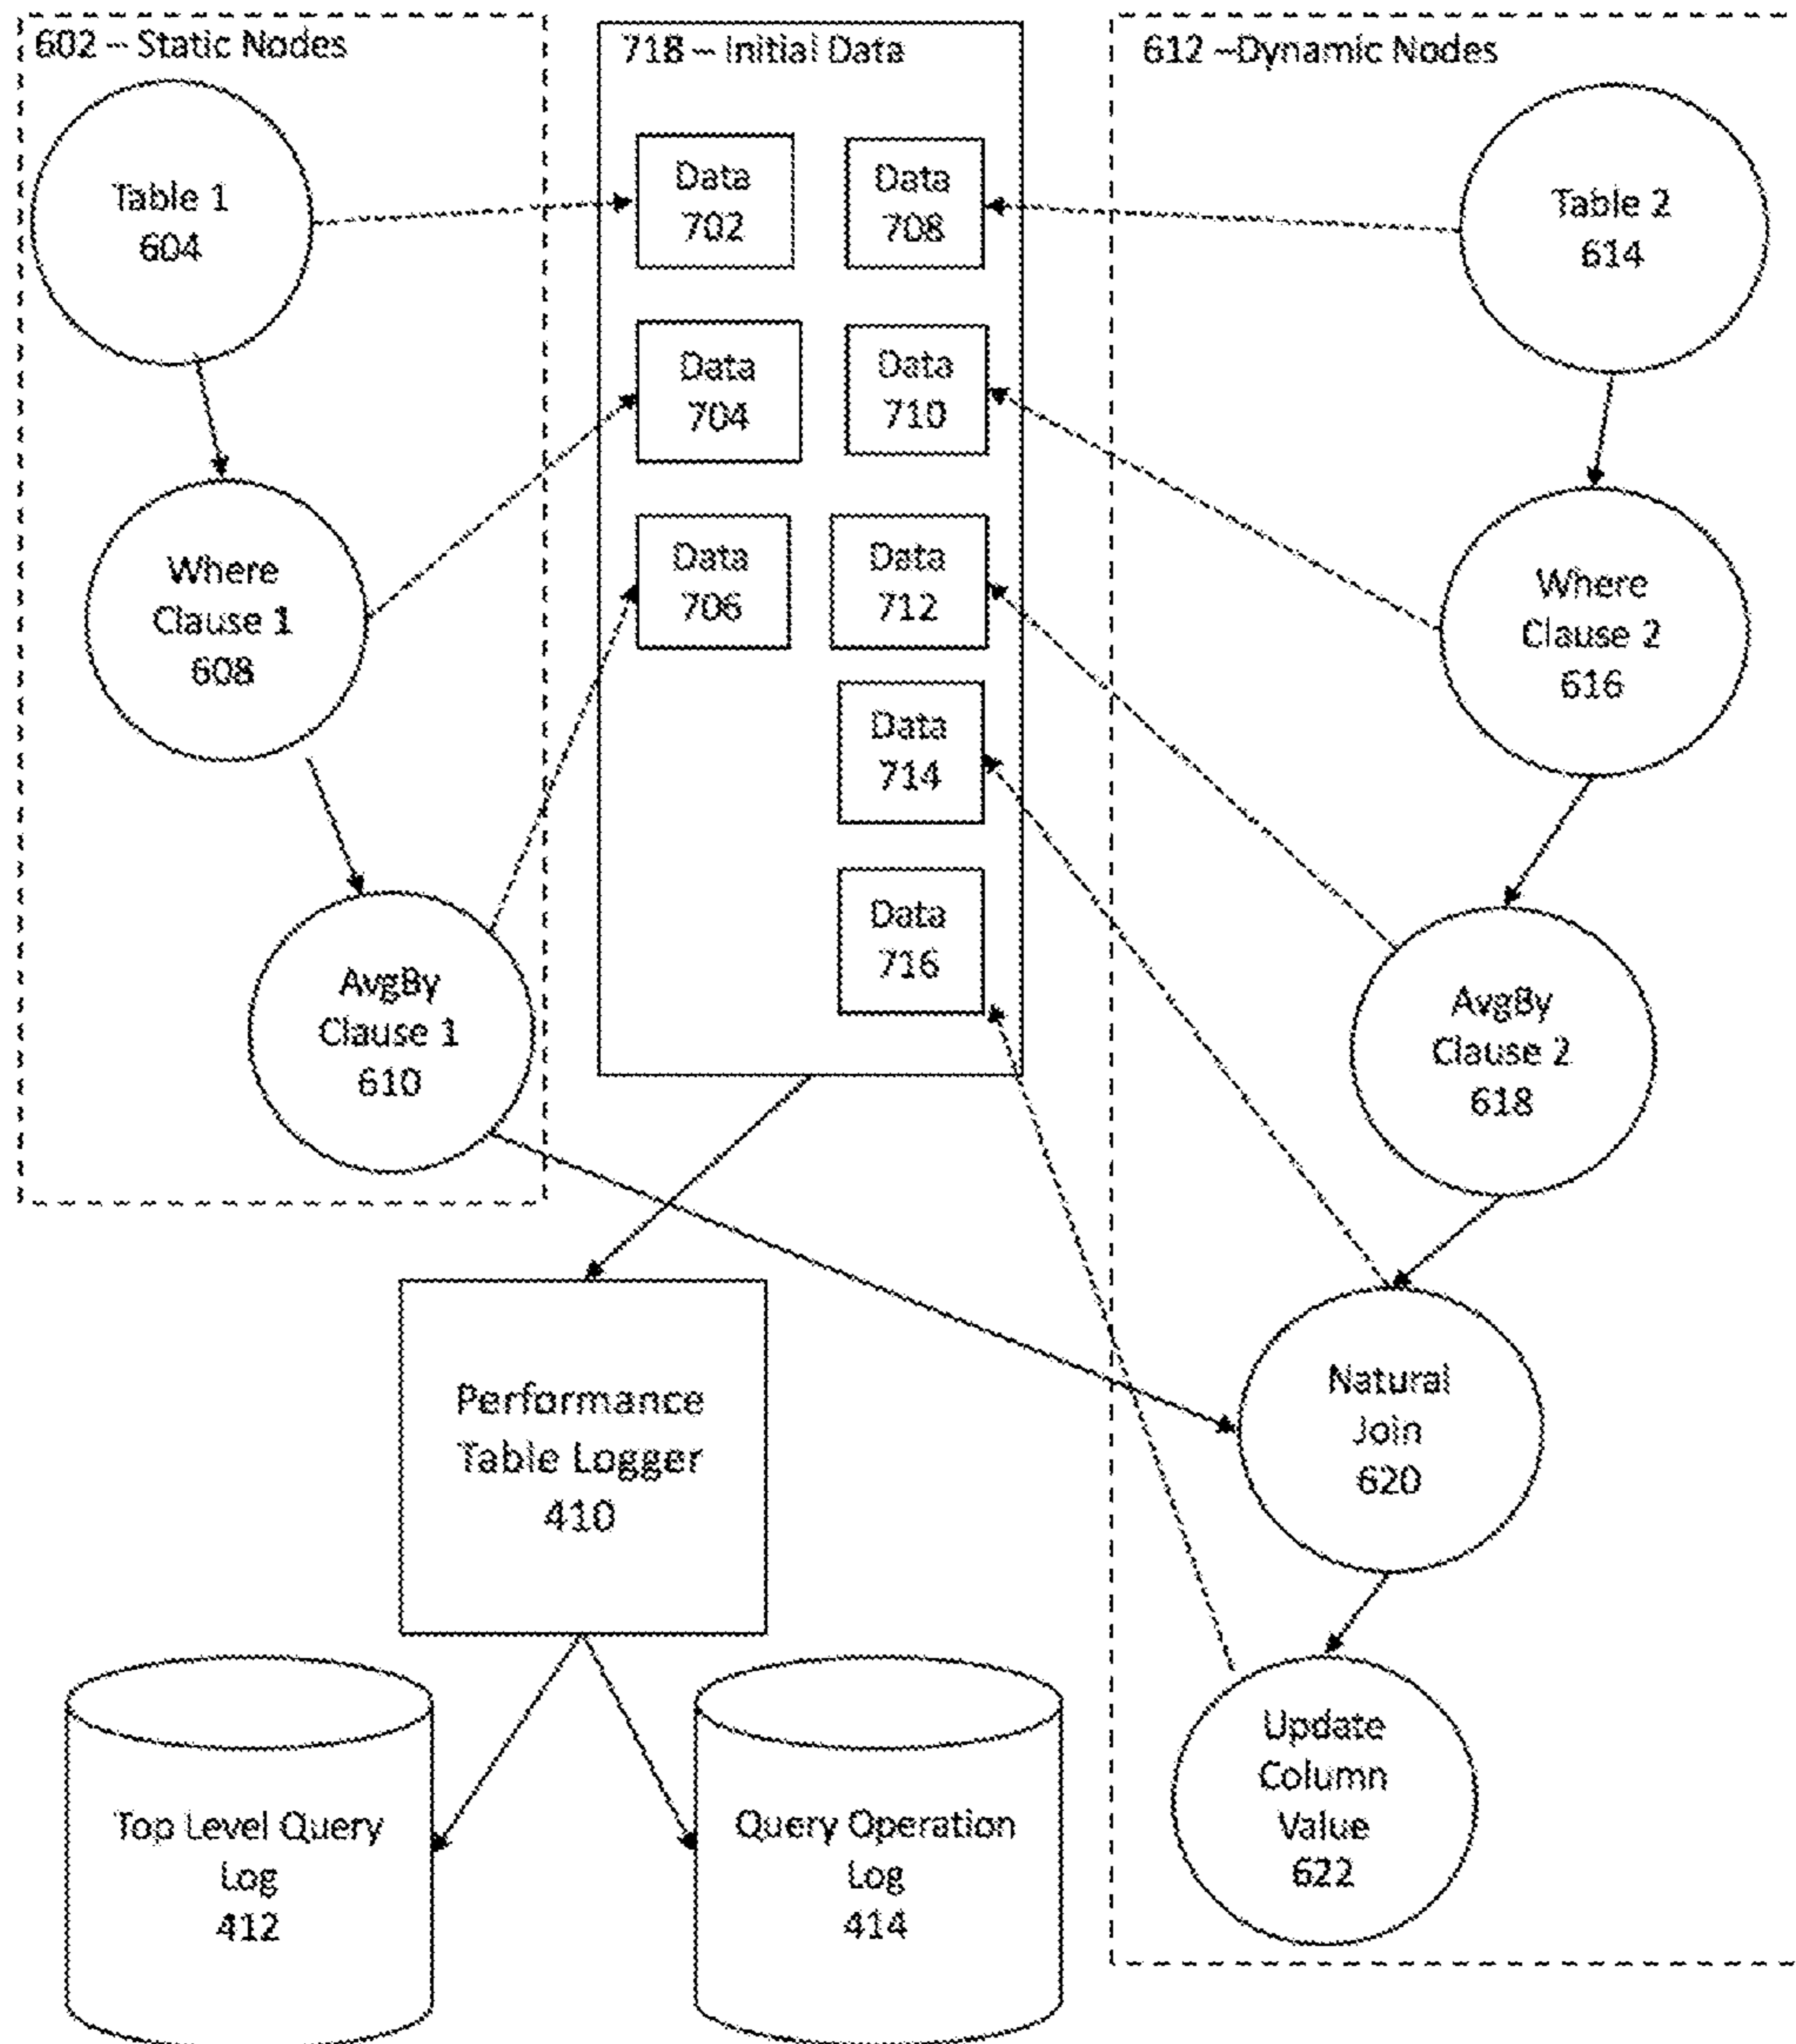 602 -- Static Nodes
Table 1
604
Where
Clause 1
608
AvgBy
Clause 1
610
718 -- Initial Data
Data
702
Data
708
Data
704
Data
710
Data
706
Data
712
Data
714
Data
716
612 --Dynamic Nodes
Table 2
614
Where
Clause 2
616
AvgBy
Clause 2
618
Natural
Join
620
Update
Column
Value
622
Performance
Table Logger
410
Top Level Query
Log
412
Query Operation
Log
414